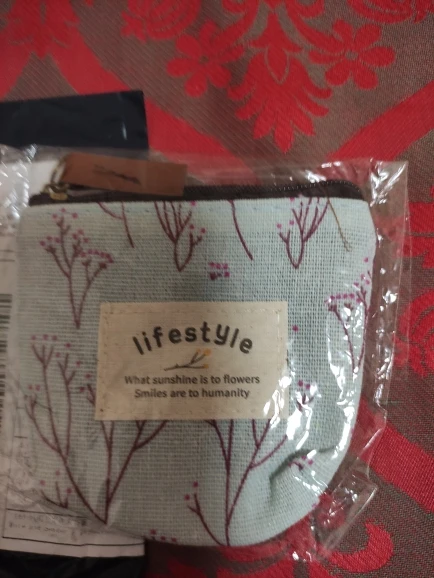 lifestyle
What sunshine is to flowers
Smiles are to humanity